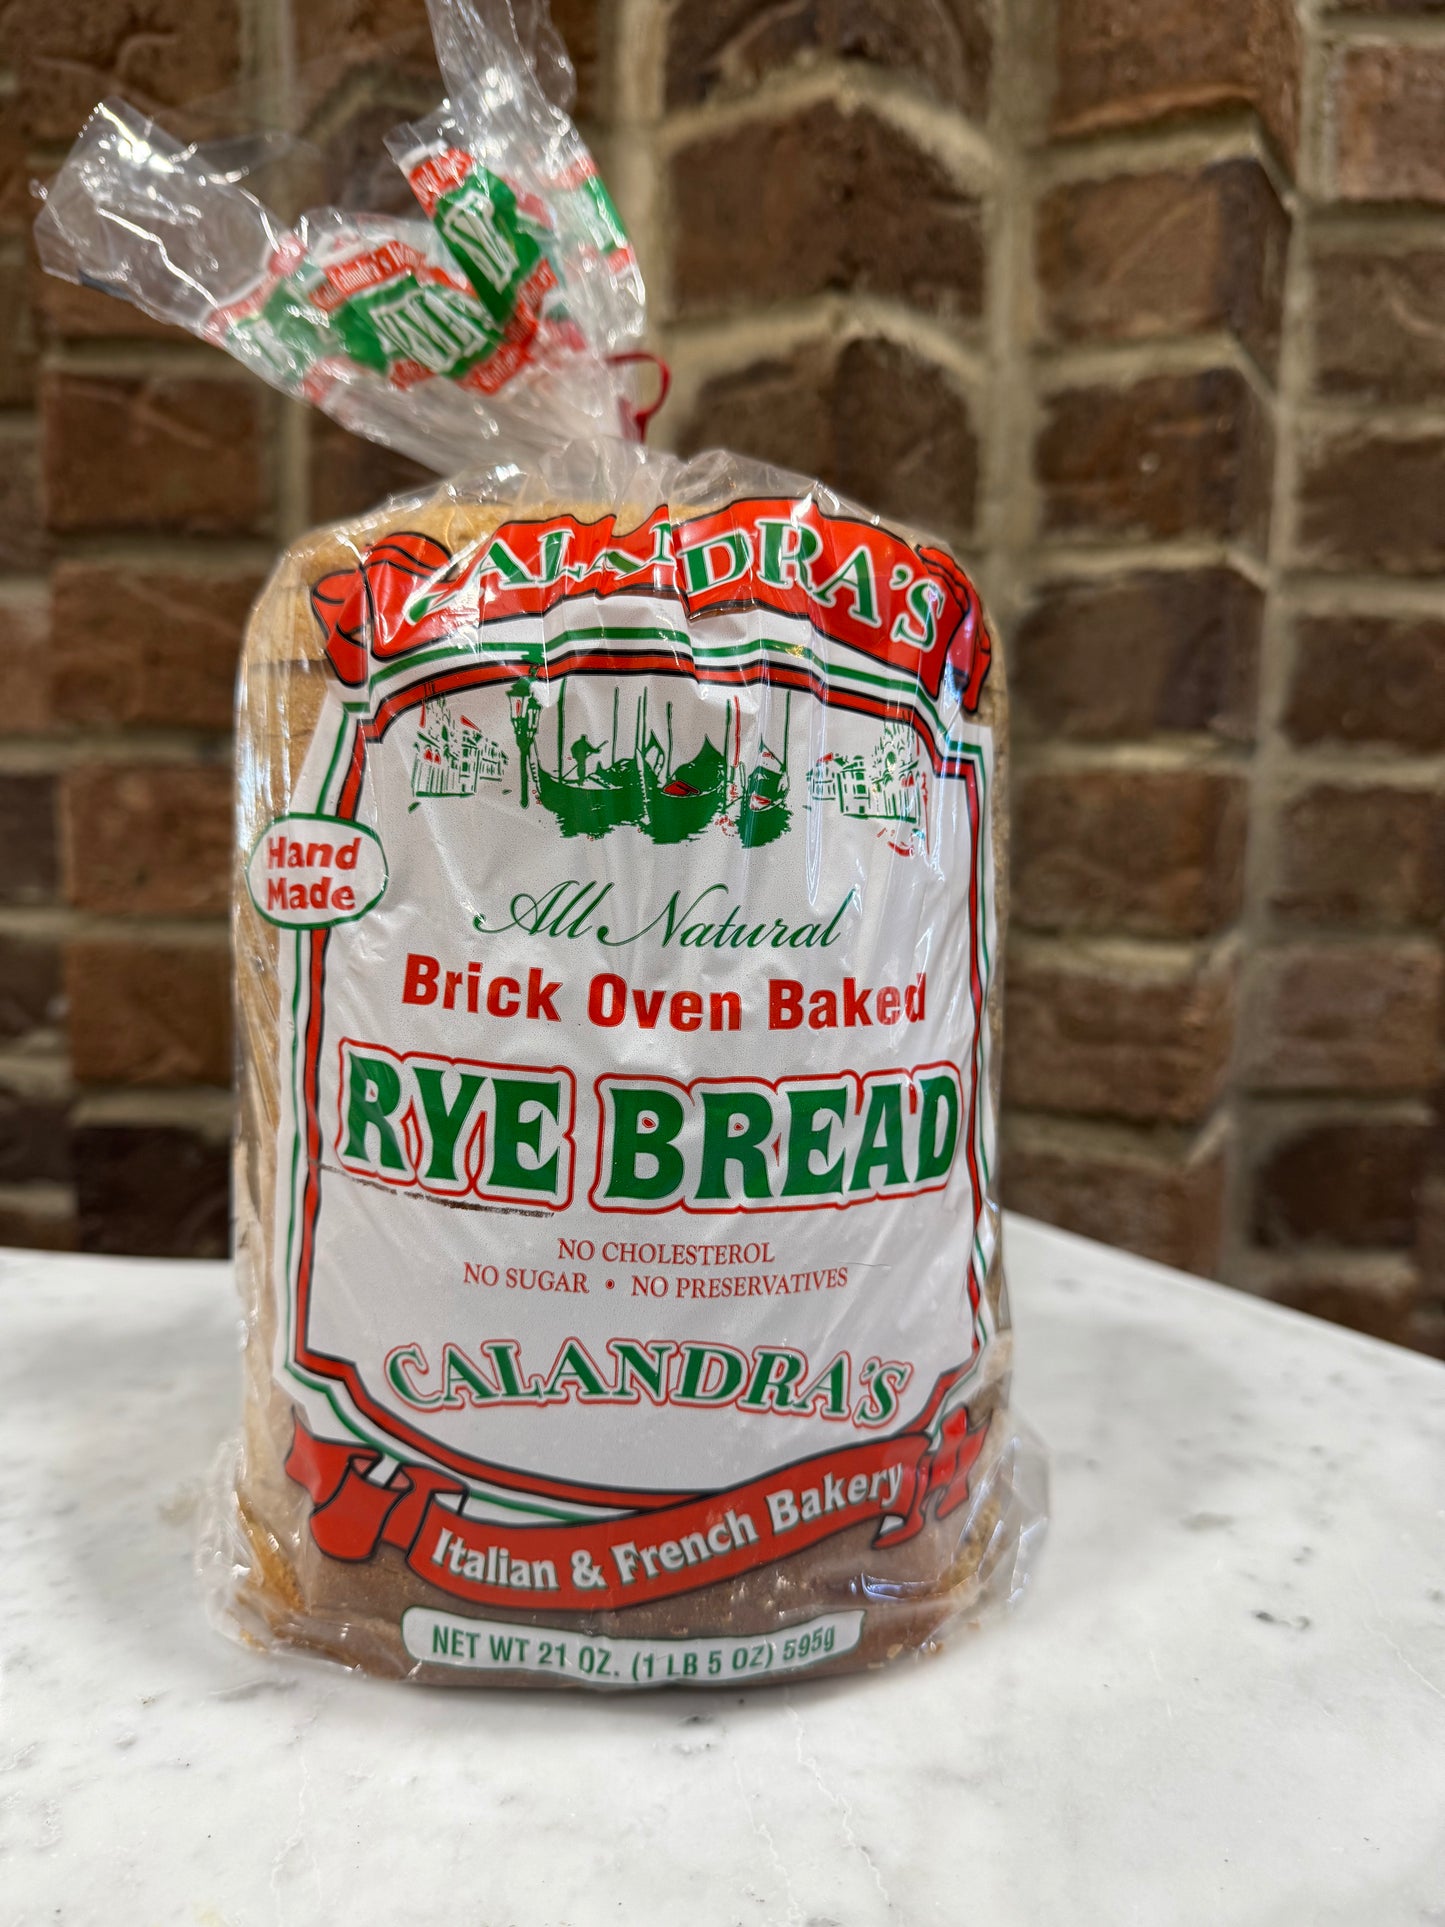 CALANDRA'S
Hand
Made
All Natural
Brick Oven Baked
RYE BREAD
NO CHOLESTEROL
NO SUGAR • NO PRESERVATIVES
CALANDRA'S
Italian & French Bakery
NET WT 21 OZ. (1 LB 5 OZ) 595g